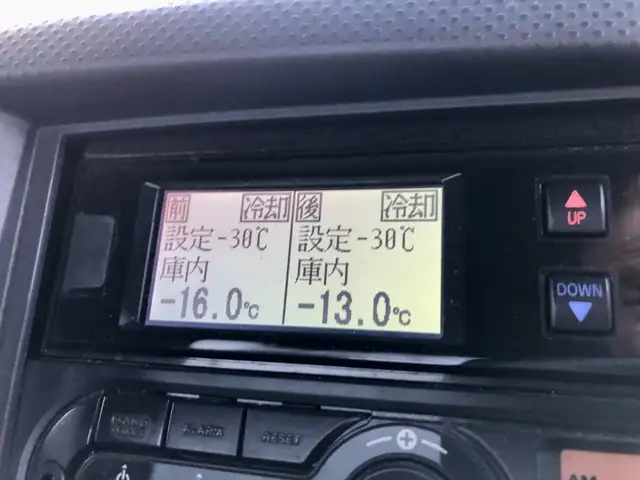 前 冷却
設定-30℃
庫内
-16.0℃
後 冷却
設定-30℃
庫内
-13.0℃
UP
DOWN
ALARM
RESET
AM